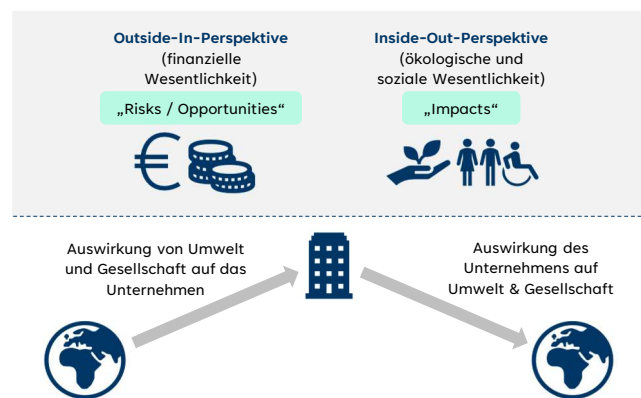 Outside-In-Perspektive
(finanzielle
Wesentlichkeit)
„Risks / Opportunities“
Inside-Out-Perspektive
(ökologische und
soziale Wesentlichkeit)
„Impacts“
Auswirkung von Umwelt
und Gesellschaft auf das
Unternehmen
Auswirkung des
Unternehmens auf
Umwelt & Gesellschaft